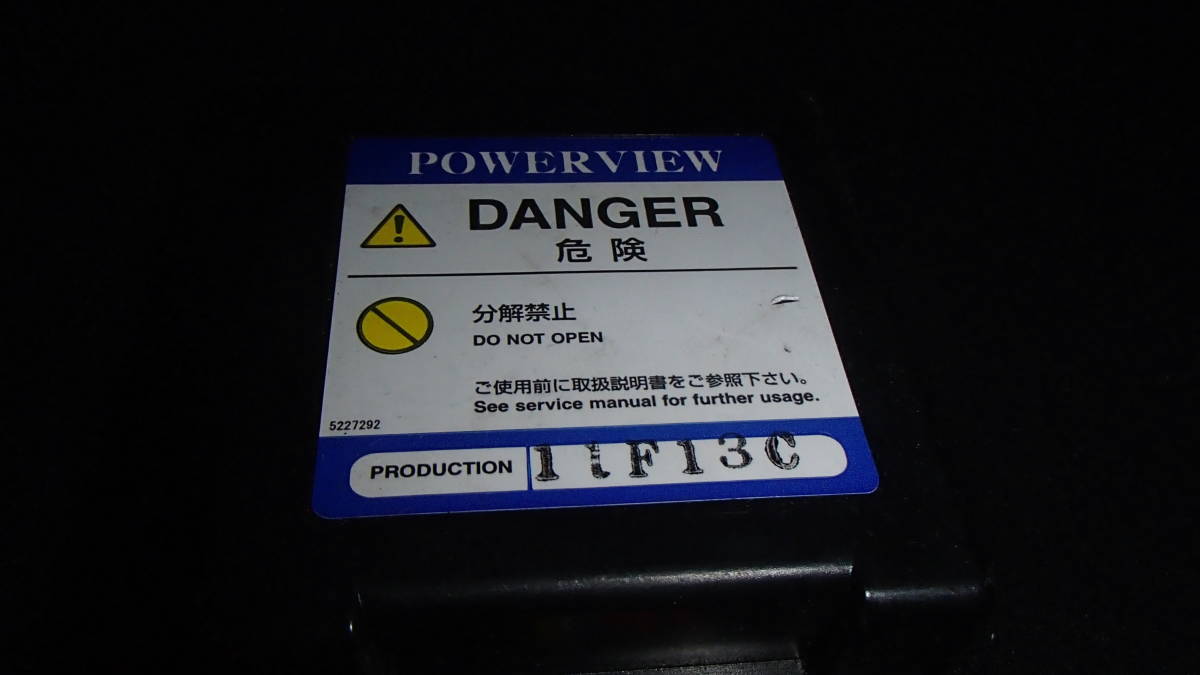 POWERVIEW
DANGER
危険
分解禁止
DO NOT OPEN
ご使用前に取扱説明書をご参照下さい。
See service manual for further usage.
5227292
PRODUCTION 11F13C